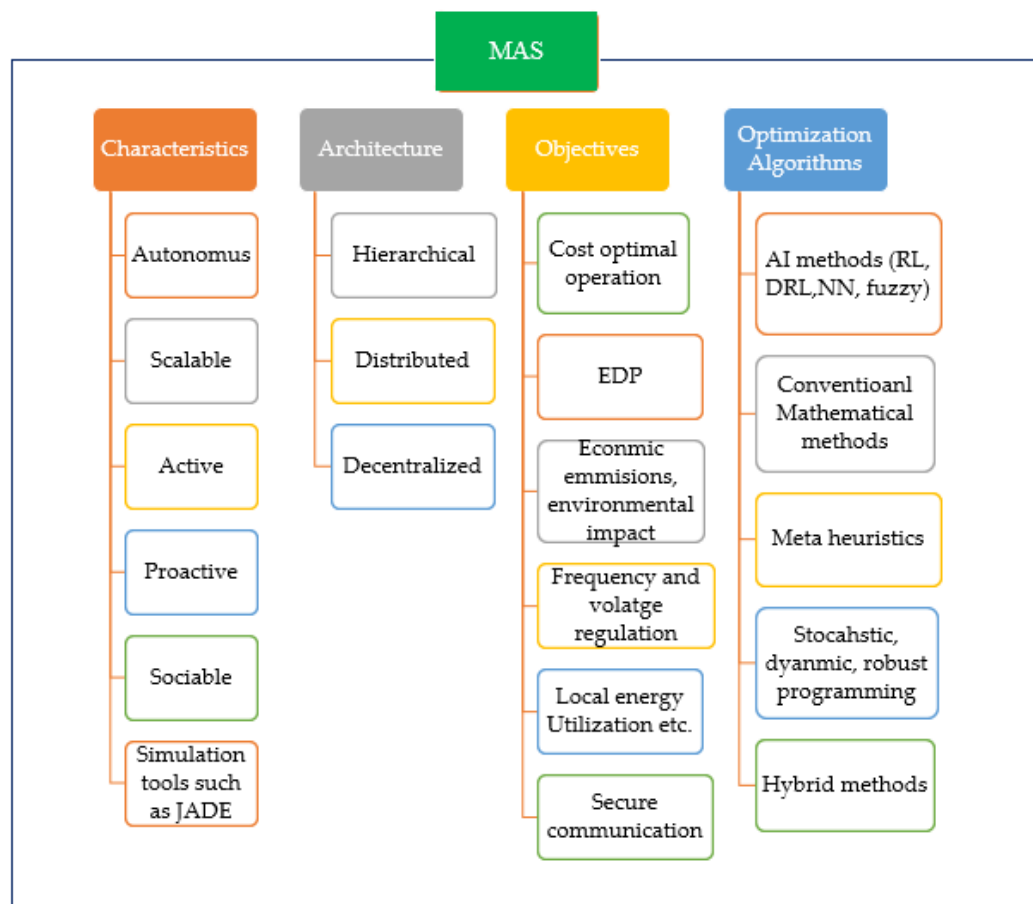 MAS
Characteristics
Autonomus
Scalable
Active
Proactive
Sociable
Simulation
tools such
as JADE
Architecture
Hierarchical
Distributed
Decentralized
Objectives
Cost optimal
operation
EDP
Econmic
emmisions,
environmental
impact
Frequency and
volatge
regulation
Local energy
Utilization etc.
Secure
communication
Optimization
Algorithms
AI methods (RL,
DRL,NN, fuzzy)
Conventioanl
Mathematical
methods
Meta heuristics
Stocahstic,
dyanmic, robust
programming
Hybrid methods